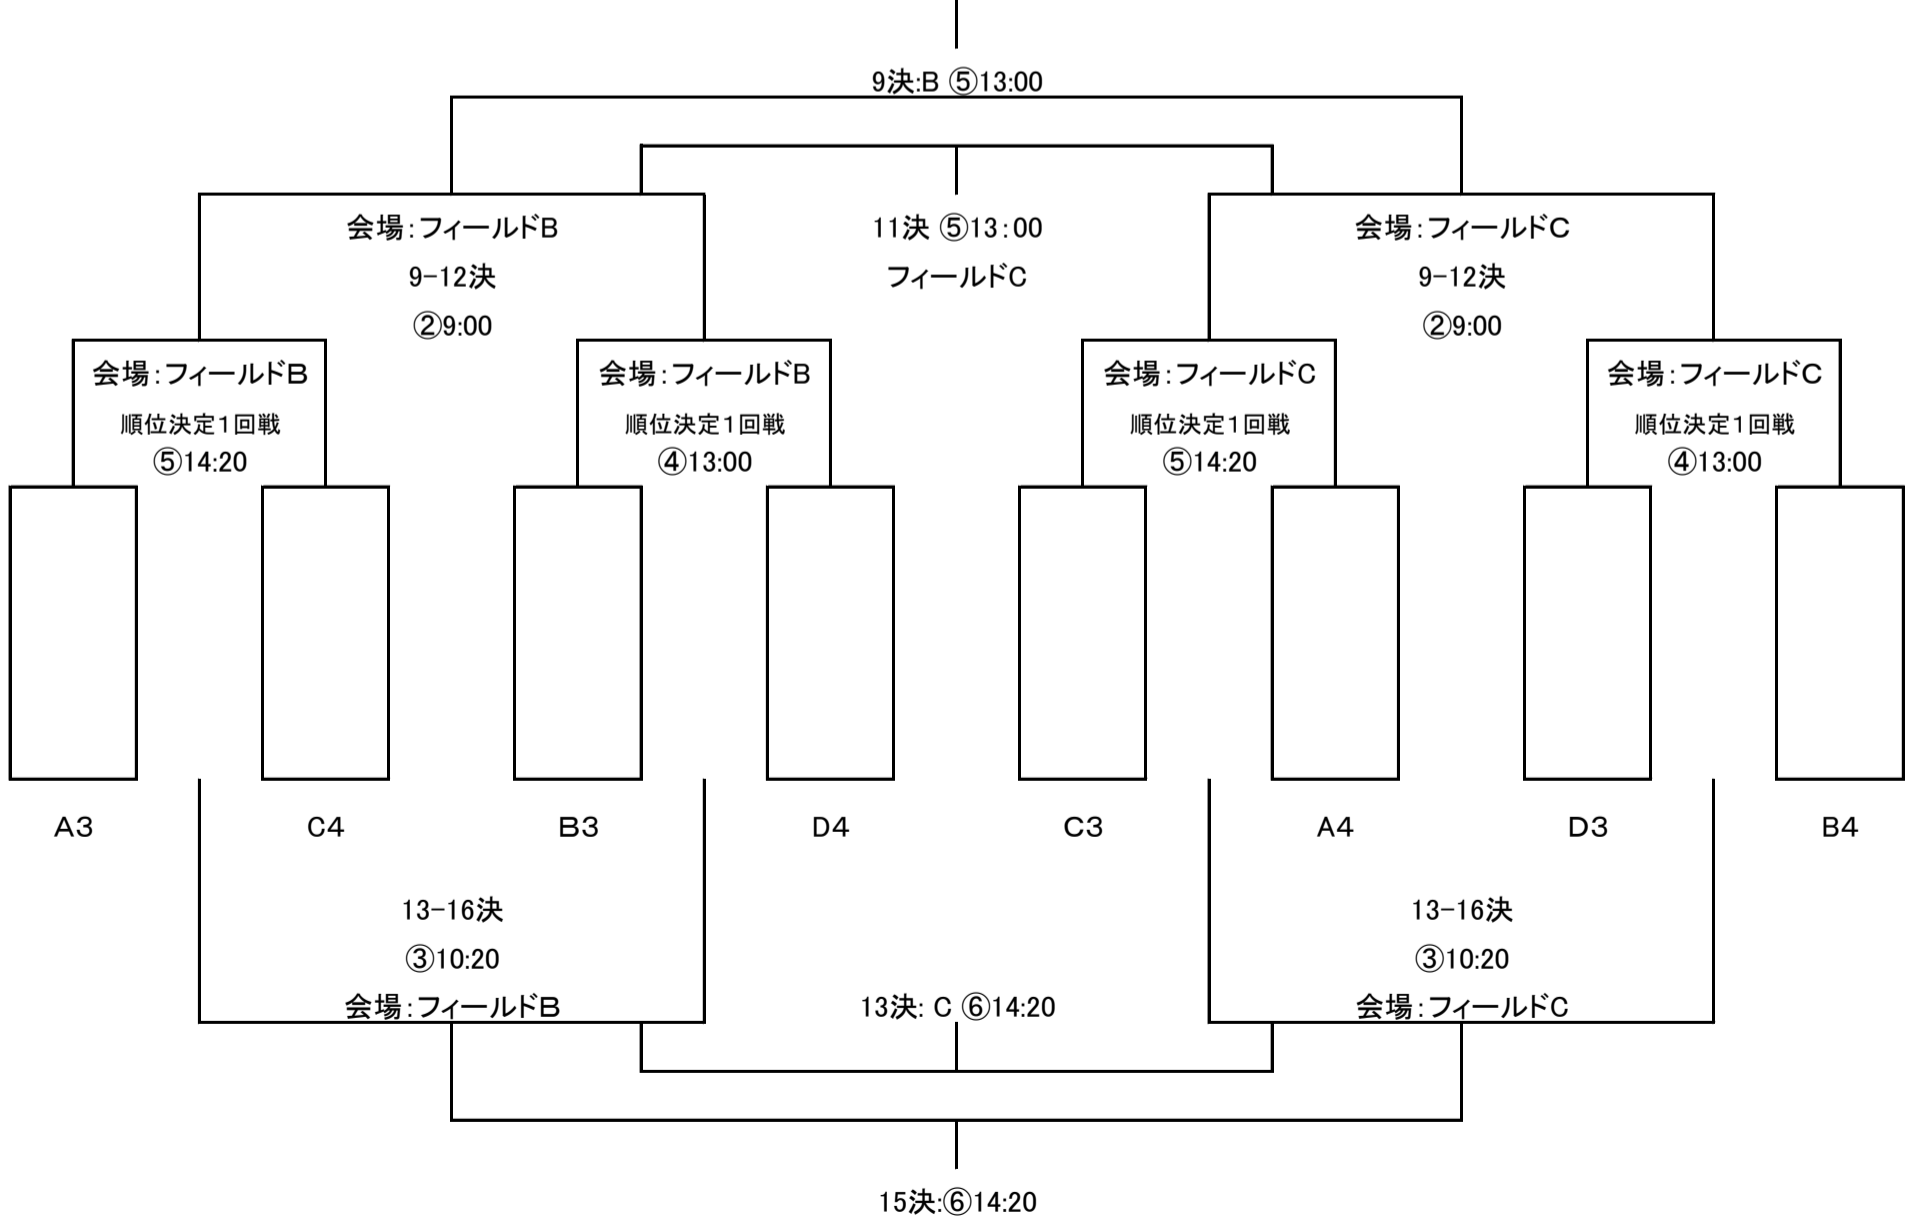 9決:B ⑤13:00
会場:フィールドB
11決 ⑤13:00
会場:フィールドC
9-12決
フィールドC
9-12決
②9:00
②9:00
会場:フィールドB
会場:フィールドB
会場:フィールドC
会場:フィールドC
順位決定1回戦
順位決定1回戦
順位決定1回戦
順位決定1回戦
⑤14:20
④13:00
⑤14:20
④13:00
A3
C4
B3
D4
C3
A4
D3
B4
13-16決
13-16決
③10:20
③10:20
会場:フィールドB
13決: C ⑥14:20
会場:フィールドC
15決:⑥14:20